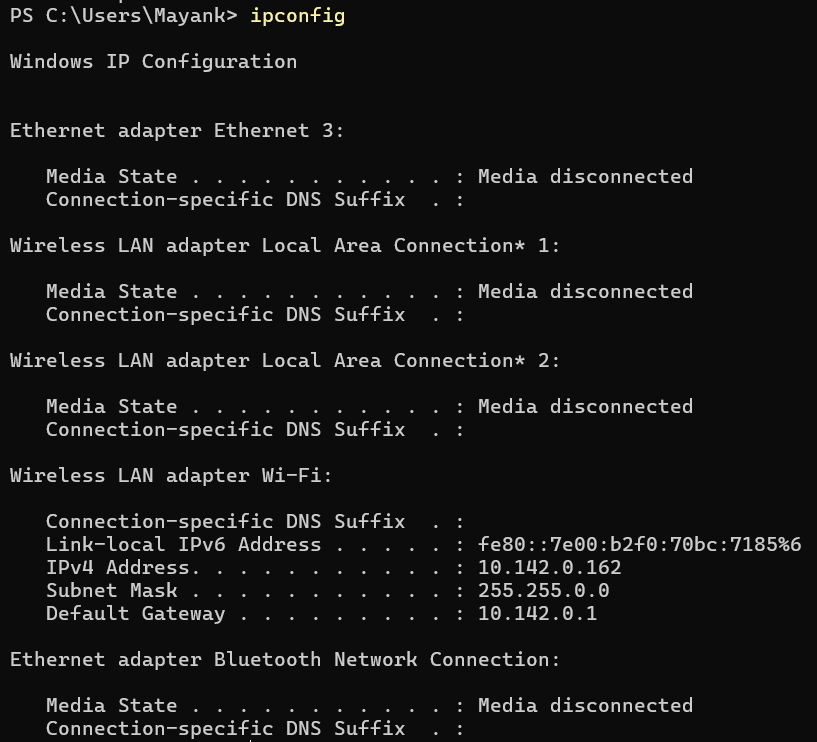 PS C:\Users\Mayank> ipconfig
Windows IP Configuration
Ethernet adapter Ethernet 3:
   Media State . . . . . . . . . . . : Media disconnected
   Connection-specific DNS Suffix  . :
Wireless LAN adapter Local Area Connection* 1:
   Media State . . . . . . . . . . . : Media disconnected
   Connection-specific DNS Suffix  . :
Wireless LAN adapter Local Area Connection* 2:
   Media State . . . . . . . . . . . : Media disconnected
   Connection-specific DNS Suffix  . :
Wireless LAN adapter Wi-Fi:
   Connection-specific DNS Suffix  . :
   Link-local IPv6 Address . . . . . : fe80::7e00:b2f0:70bc:7185%6
   IPv4 Address. . . . . . . . . . . : 10.142.0.162
   Subnet Mask . . . . . . . . . . . : 255.255.0.0
   Default Gateway . . . . . . . . . : 10.142.0.1
Ethernet adapter Bluetooth Network Connection:
   Media State . . . . . . . . . . . : Media disconnected
   Connection-specific DNS Suffix  . :